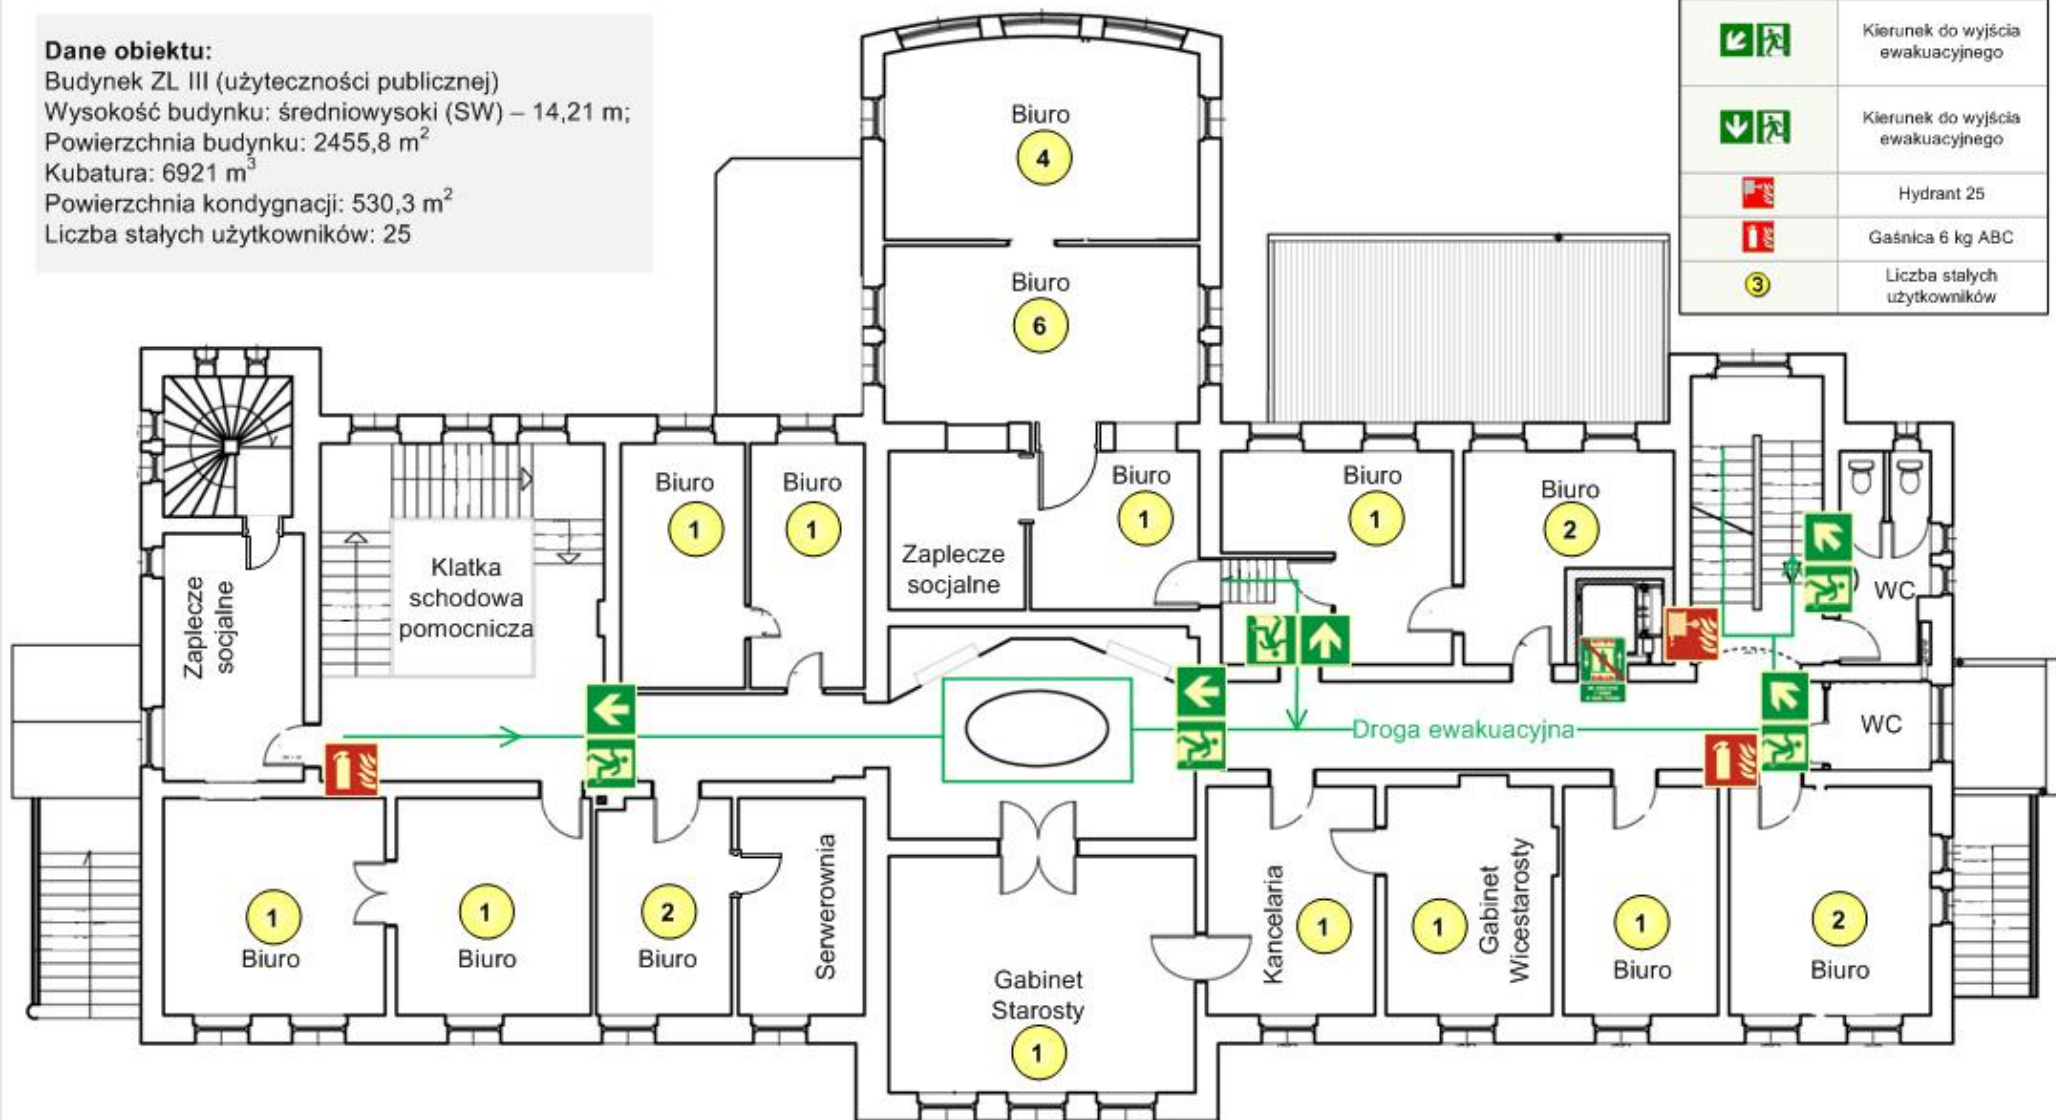 Dane obiektu:
Budynek ZL III (użyteczności publicznej)
Wysokość budynku: średniowysoki (SW) – 14,21 m;
Powierzchnia budynku: 2455,8 m²
Kubatura: 6921 m³
Powierzchnia kondygnacji: 530,3 m²
Liczba stałych użytkowników: 25
Kierunek do wyjścia
ewakuacyjnego
Kierunek do wyjścia
ewakuacyjnego
Hydrant 25
Gaśnica 6 kg ABC
3
Liczba stałych
użytkowników
Biuro
4
Biuro
6
Biuro
1
Biuro
1
Biuro
1
Biuro
1
Biuro
2
Zaplecze
socjalne
Klatka
schodowa
pomocnicza
Zaplecze
socjalne
WC
WC
Droga ewakuacyjna
1
Biuro
1
Biuro
2
Biuro
Serwerownia
Gabinet
Starosty
1
Kancelaria
1
1
Gabinet
Wicestarosty
1
Biuro
2
Biuro